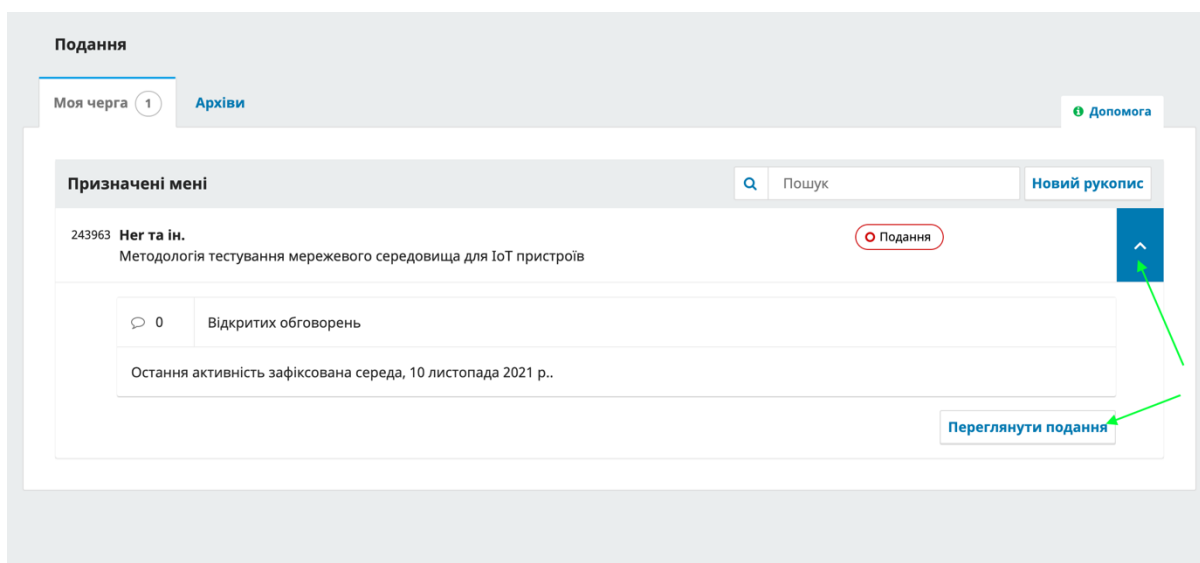 Подання
Моя черга 1 Архіви
Допомога
Призначені мені Пошук Новий рукопис
243963 Her та ін. Подання
Методологія тестування мережевого середовища для IoT пристроїв
0 Відкритих обговорень
Остання активність зафіксована середа, 10 листопада 2021 р..
Переглянути подання